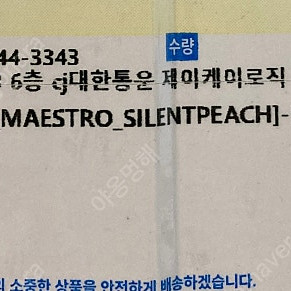 수량
44-3343
6층 cj대한통운 제이케이로직
[MAESTRO_SILENTPEACH]-
소중한 상품을 안전하게 배송하겠습니다.